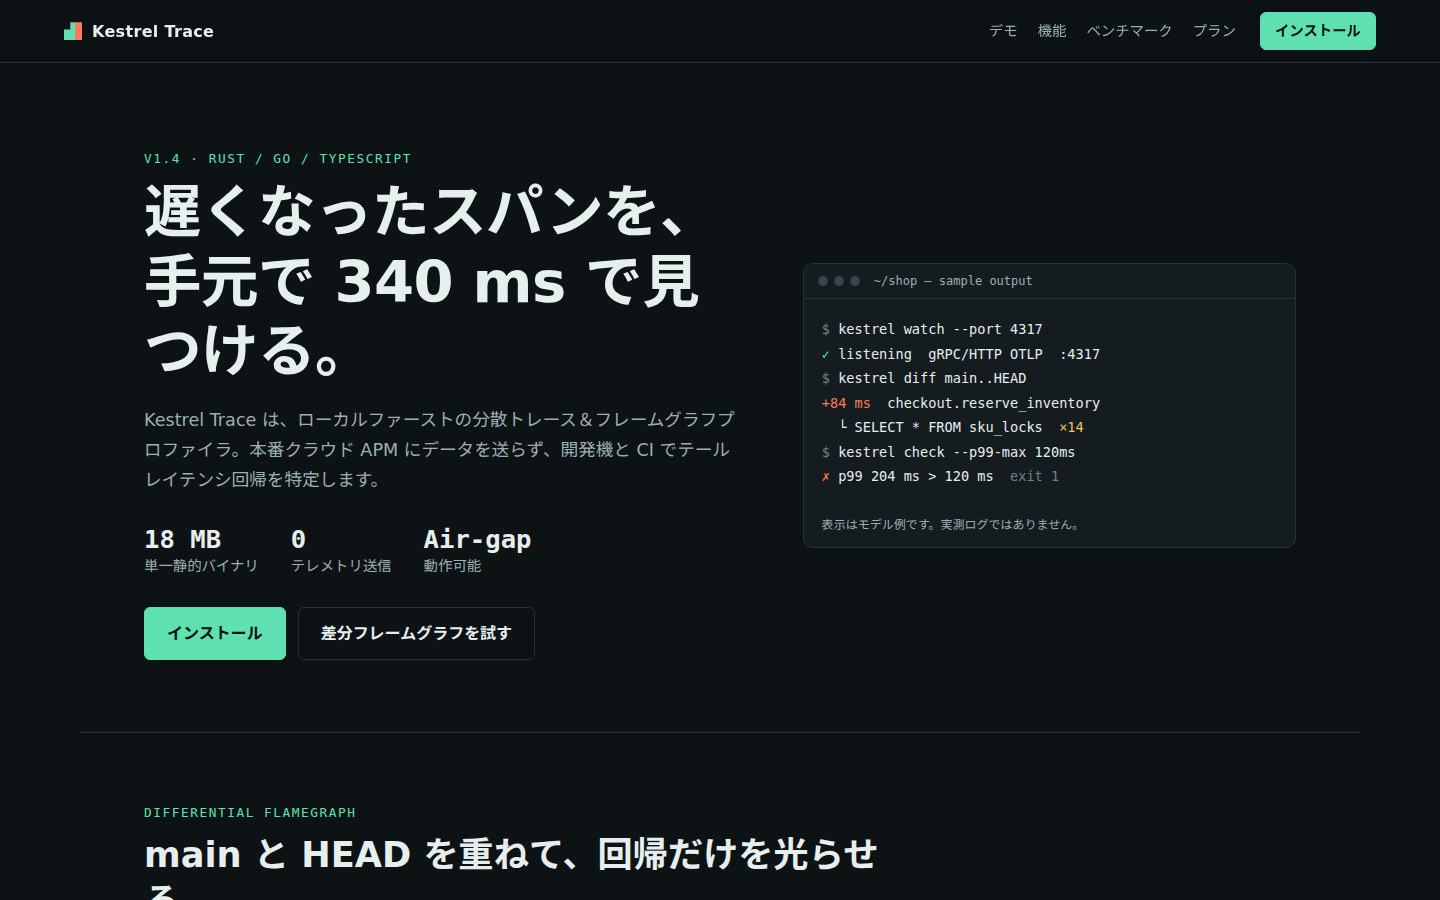 Kestrel Trace
デモ 機能 ベンチマーク プラン インストール
V1.4 · RUST / GO / TYPESCRIPT
遅くなったスパンを、
手元で 340 ms で見
つける。
Kestrel Trace は、ローカルファーストの分散トレース＆フレームグラフプ
ロファイラ。本番クラウド APM にデータを送らず、開発機と CI でテール
レイテンシ回帰を特定します。
18 MB 0 Air-gap
単一静的バイナリ テレメトリ送信 動作可能
インストール 差分フレームグラフを試す
~/shop — sample output
$ kestrel watch --port 4317
✓ listening  gRPC/HTTP OTLP  :4317
$ kestrel diff main..HEAD
+84 ms  checkout.reserve_inventory
└ SELECT * FROM sku_locks  ×14
$ kestrel check --p99-max 120ms
✗ p99 204 ms > 120 ms  exit 1
表示はモデル例です。実測ログではありません。
DIFFERENTIAL FLAMEGRAPH
main と HEAD を重ねて、回帰だけを光らせ
る